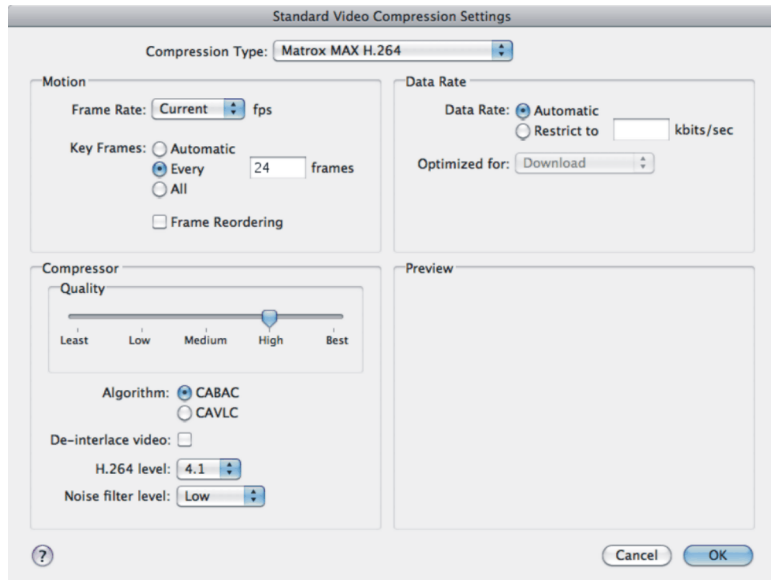 Standard Video Compression Settings
Compression Type: Matrox MAX H.264
Motion
Frame Rate: Current fps
Key Frames: Automatic
Every 24 frames
All
Frame Reordering
Data Rate
Data Rate: Automatic
Restrict to kbits/sec
Optimized for: Download
Compressor
Quality
Least Low Medium High Best
Algorithm: CABAC
CAVLC
De-interlace video:
H.264 level: 4.1
Noise filter level: Low
Preview
?
Cancel OK